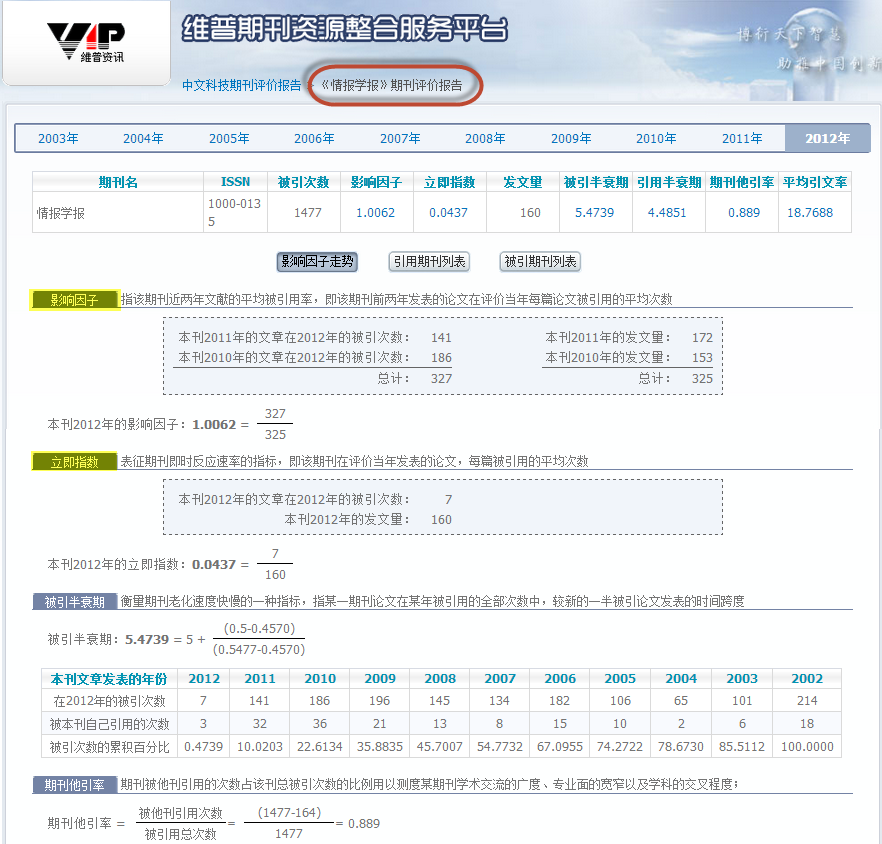 VIP
维普资讯
维普期刊资源整合服务平台
博行天下智慧
助推中国创新
中文科技期刊评价报告 《情报学报》期刊评价报告
2003年 2004年 2005年 2006年 2007年 2008年 2009年 2010年 2011年 2012年
期刊名 ISSN 被引次数 影响因子 立即指数 发文量 被引半衰期 引用半衰期 期刊他引率 平均引文率
情报学报 1000-0135 1477 1.0062 0.0437 160 5.4739 4.4851 0.889 18.7688
影响因子走势 引用期刊列表 被引期刊列表
影响因子 指该期刊近两年文献的平均被引用率，即该期刊前两年发表的论文在评价当年每篇论文被引用的平均次数
本刊2011年的文章在2012年的被引次数： 141 本刊2011年的发文量： 172
本刊2010年的文章在2012年的被引次数： 186 本刊2010年的发文量： 153
总计： 327 总计： 325
本刊2012年的影响因子：1.0062 = 327
325
立即指数 表征期刊即时反应速率的指标，即该期刊在评价当年发表的论文，每篇被引用的平均次数
本刊2012年的文章在2012年的被引次数： 7
本刊2012年的发文量： 160
本刊2012年的立即指数：0.0437 = 7
160
被引半衰期 衡量期刊老化速度快慢的一种指标，指某一期刊论文在某年被引用的全部次数中，较新的一半被引论文发表的时间跨度
被引半衰期：5.4739 = 5 + (0.5-0.4570)
(0.5477-0.4570)
本刊文章发表的年份 2012 2011 2010 2009 2008 2007 2006 2005 2004 2003 2002
在2012年的被引次数 7 141 186 196 145 134 182 106 65 101 214
被本刊自己引用的次数 3 32 36 21 13 8 15 10 2 6 18
被引次数的累积百分比 0.4739 10.0203 22.6134 35.8835 45.7007 54.7732 67.0955 74.2722 78.6730 85.5112 100.0000
期刊他引率 期刊被他刊引用的次数占该刊总被引次数的比例用以测度某期刊学术交流的广度、专业面的宽窄以及学科的交叉程度；
期刊他引率 = 被他刊引用次数 = (1477-164) = 0.889
被引用总次数 1477